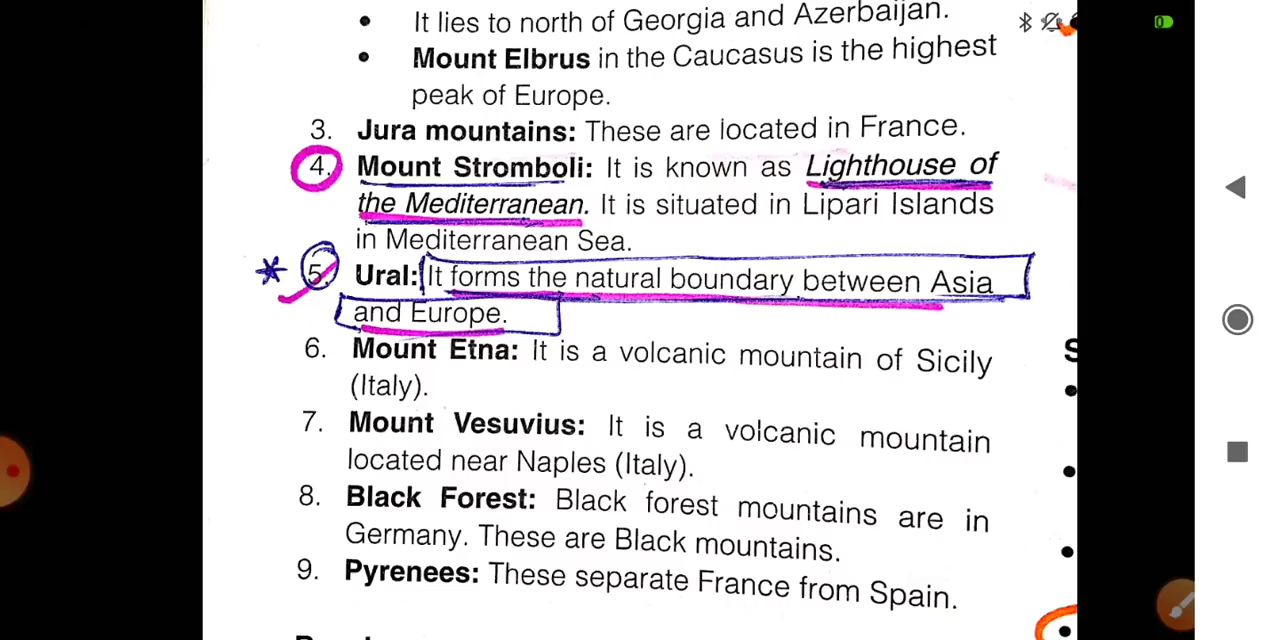 • It lies to north of Georgia and Azerbaijan.
• Mount Elbrus in the Caucasus is the highest
peak of Europe.
3. Jura mountains: These are located in France.
4. Mount Stromboli: It is known as Lighthouse of
the Mediterranean. It is situated in Lipari Islands
in Mediterranean Sea.
5. Ural: It forms the natural boundary between Asia
and Europe.
6. Mount Etna: It is a volcanic mountain of Sicily
(Italy).
7. Mount Vesuvius: It is a volcanic mountain
located near Naples (Italy).
8. Black Forest: Black forest mountains are in
Germany. These are Black mountains.
9. Pyrenees: These separate France from Spain.